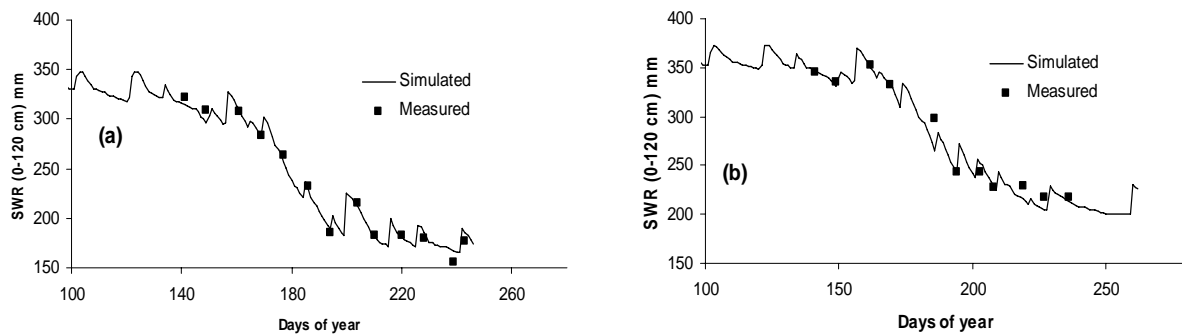 400
350
300
250
200
150
SWR (0-120 cm) mm
Simulated
Measured
(a)
100 140 180 220 260
Days of year
400
350
300
250
200
150
SWR (0-120 cm) mm
Simulated
Measured
(b)
100 150 200 250
Days of year